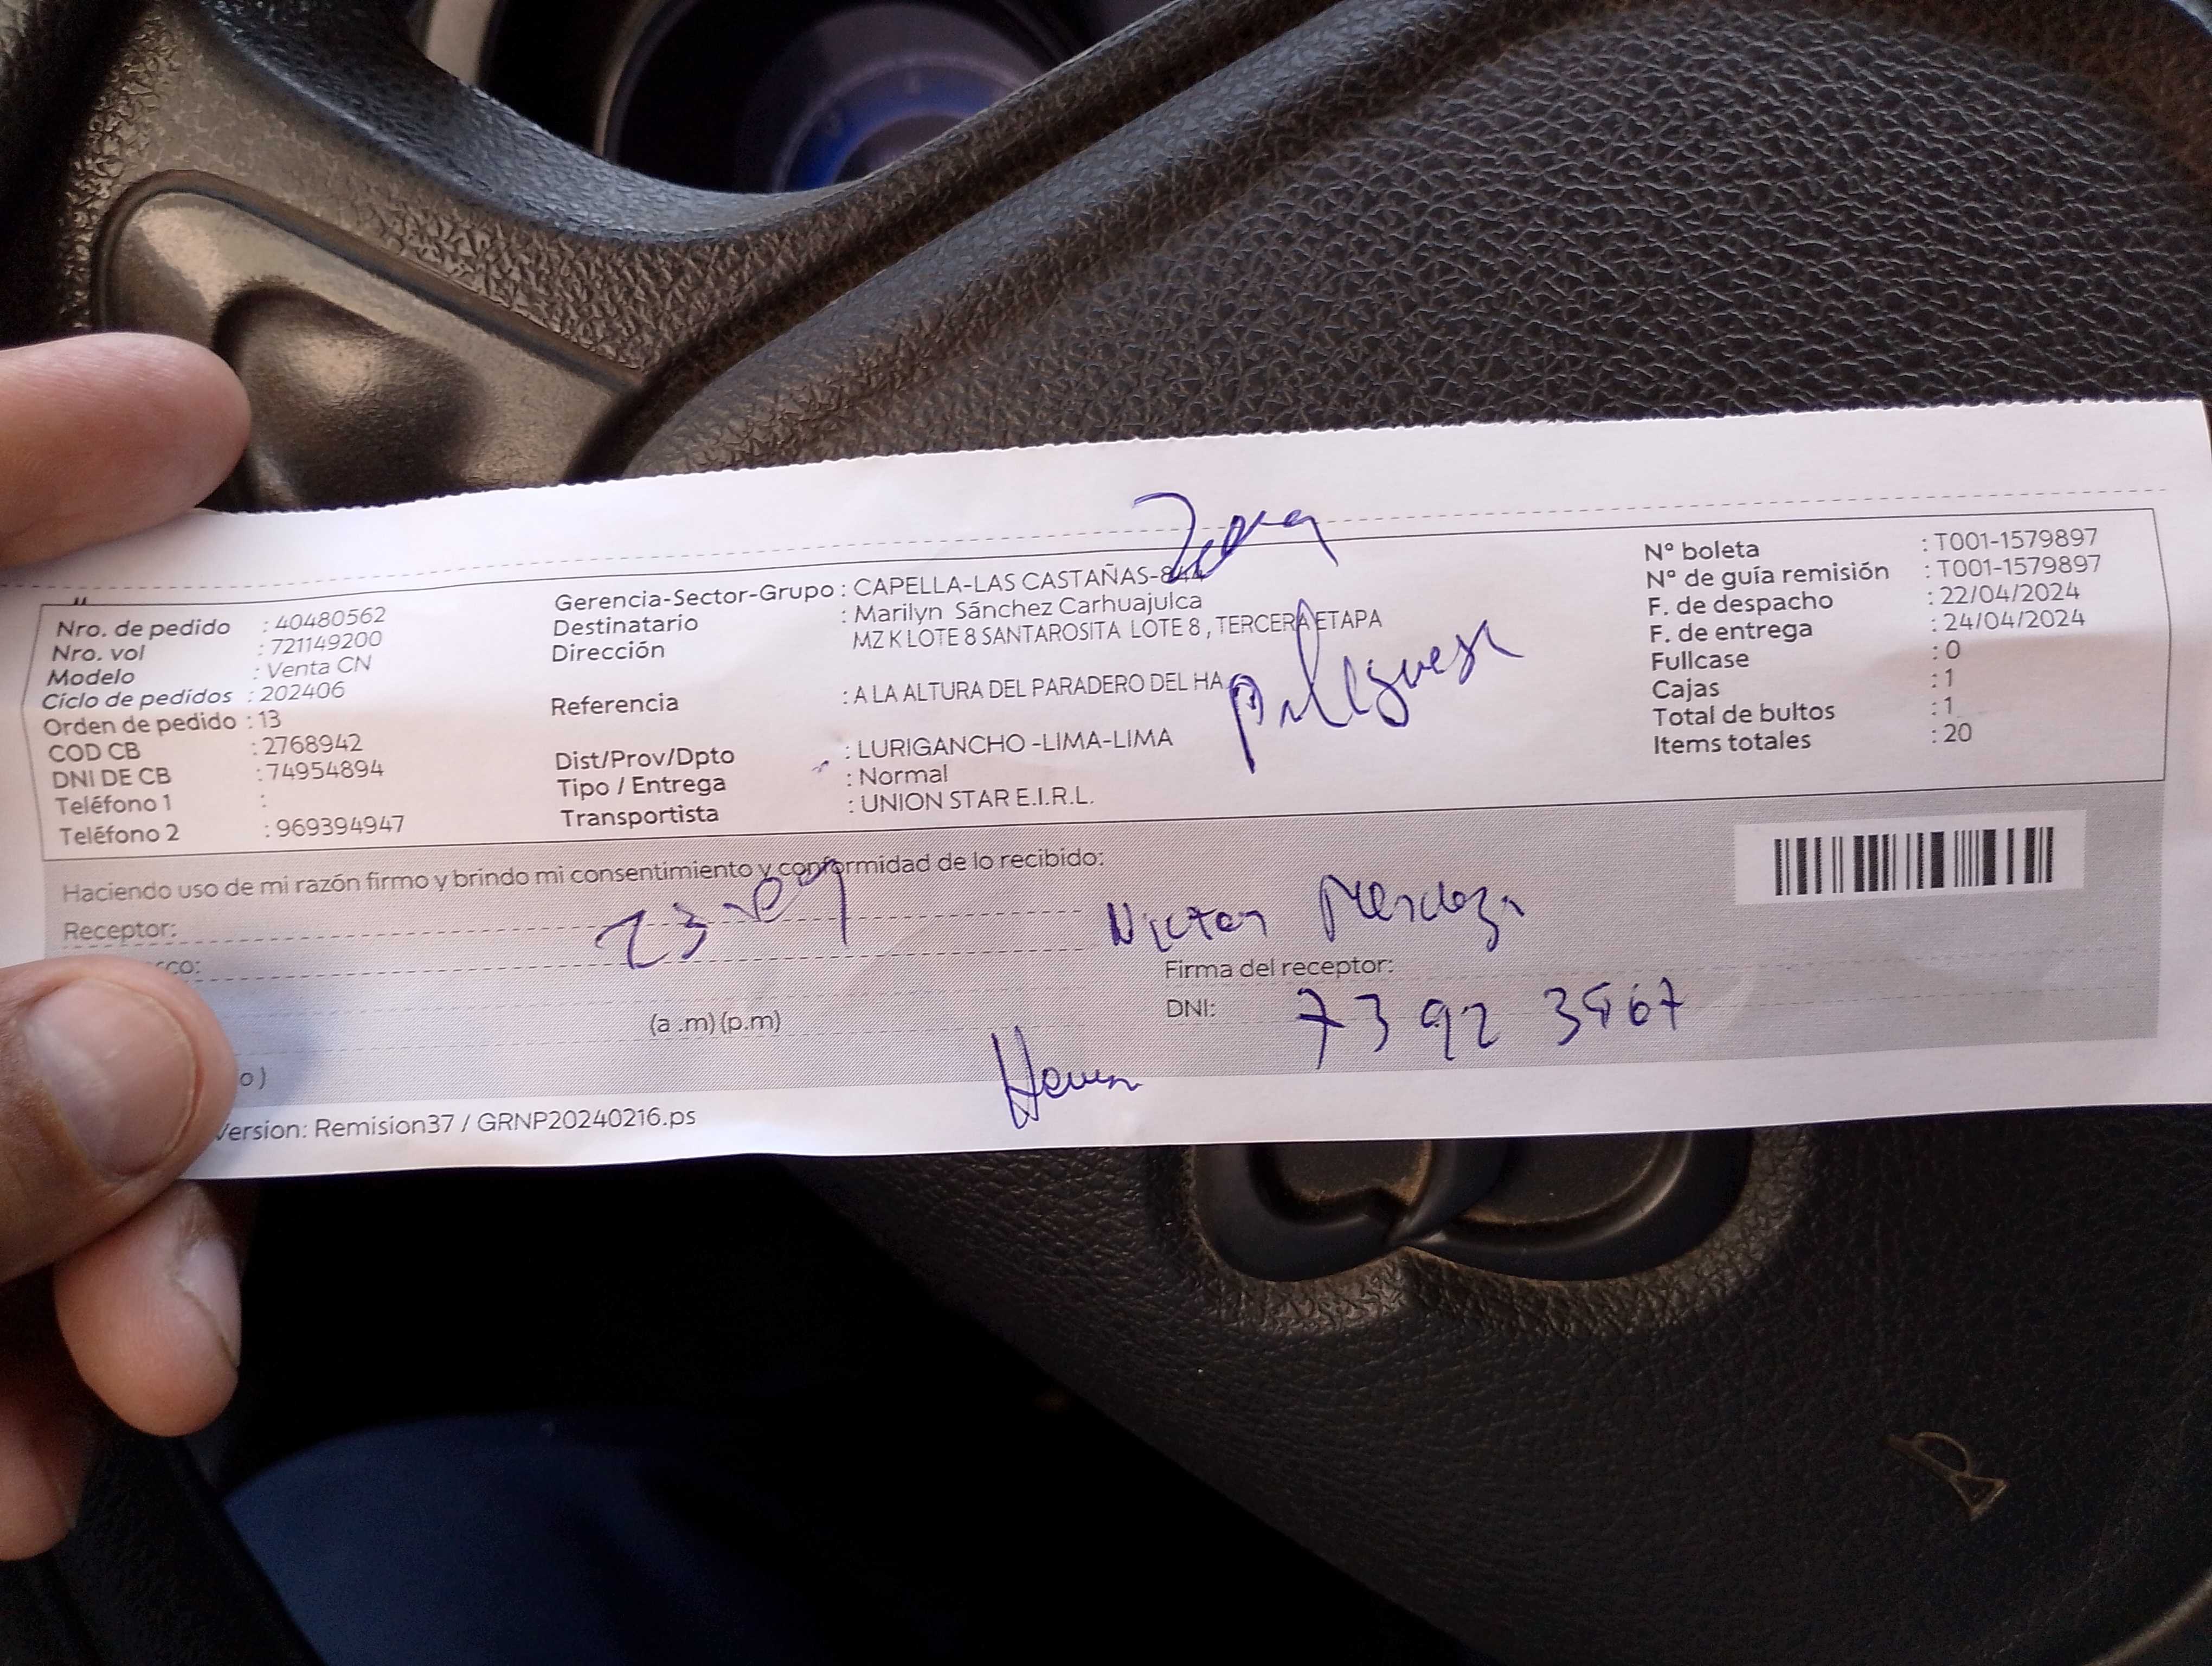 Zona
peligrosa
Nro. de pedido : 40480562
Nro. vol : 721149200
Modelo : Venta CN
Ciclo de pedidos : 202406
Orden de pedido : 13
COD CB : 2768942
DNI DE CB : 74954894
Teléfono 1 :
Teléfono 2 : 969394947
Gerencia-Sector-Grupo : CAPELLA-LAS CASTAÑAS-
Destinatario : Marilyn Sánchez Carhuajulca
Dirección MZ K LOTE 8 SANTAROSITA LOTE 8 , TERCERA ETAPA
Referencia : A LA ALTURA DEL PARADERO DEL HA
Dist/Prov/Dpto : LURIGANCHO -LIMA-LIMA
Tipo / Entrega : Normal
Transportista : UNION STAR E.I.R.L.
N° boleta : T001-1579897
N° de guía remisión : T001-1579897
F. de despacho : 22/04/2024
F. de entrega : 24/04/2024
Fullcase : 0
Cajas : 1
Total de bultos : 1
Items totales : 20
Haciendo uso de mi razón firmo y brindo mi consentimiento y conformidad de lo recibido:
Receptor:
sco:
23-09
(a .m) (p.m)
o )
Mendoza
Firma del receptor:
DNI:
Version: Remision37 / GRNP20240216.ps